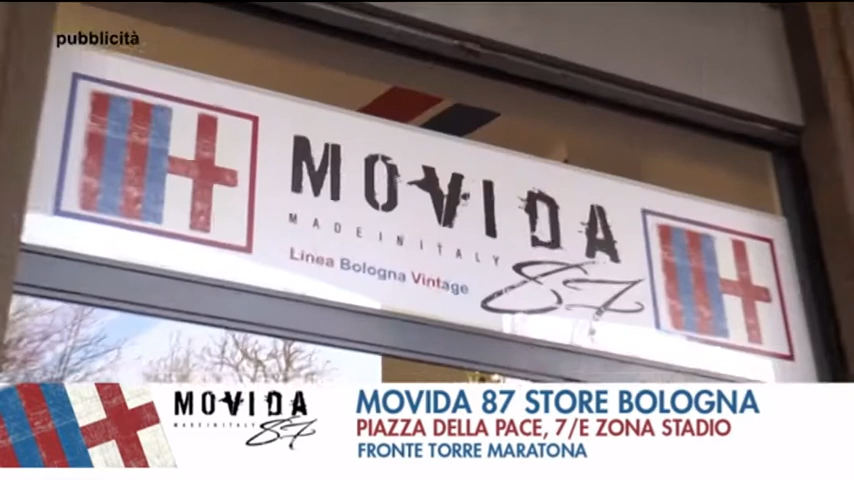 pubblicità
MOVIDA
MADEINITALY
Linea Bologna Vintage
87
MOVIDA
MADEINITALY
87
MOVIDA 87 STORE BOLOGNA
PIAZZA DELLA PACE, 7/E ZONA STADIO
FRONTE TORRE MARATONA